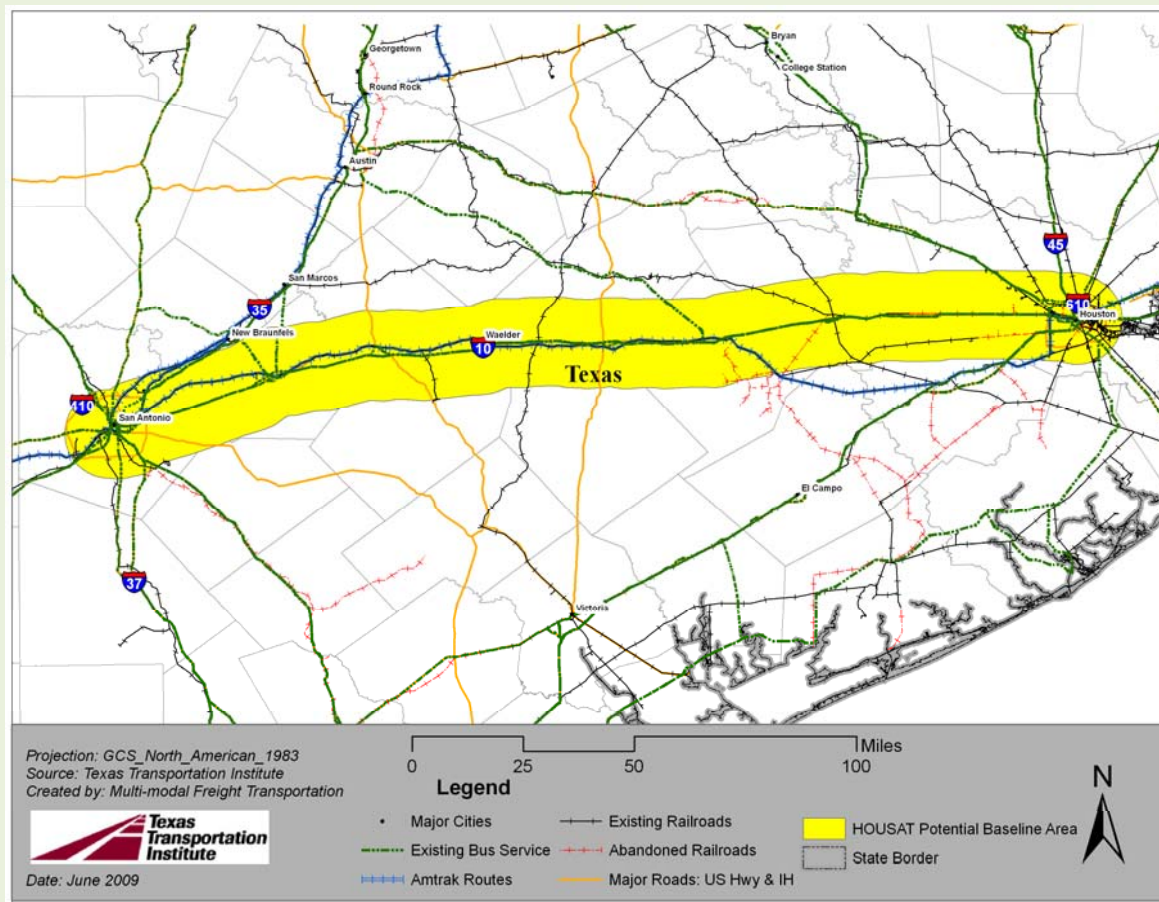 Georgetown
Bryan
College Station
Round Rock
Austin
45
San Marcos
35
610
Houston
New Braunfels
Waelder
10
Texas
410
San Antonio
El Campo
37
Victoria
Projection: GCS_North_American_1983
Source: Texas Transportation Institute
Created by: Multi-modal Freight Transportation
Texas
Transportation
Institute
Date: June 2009
Miles
0 25 50 100
Legend
Major Cities
Existing Bus Service
Amtrak Routes
Existing Railroads
Abandoned Railroads
Major Roads: US Hwy & IH
HOUSAT Potential Baseline Area
State Border
N